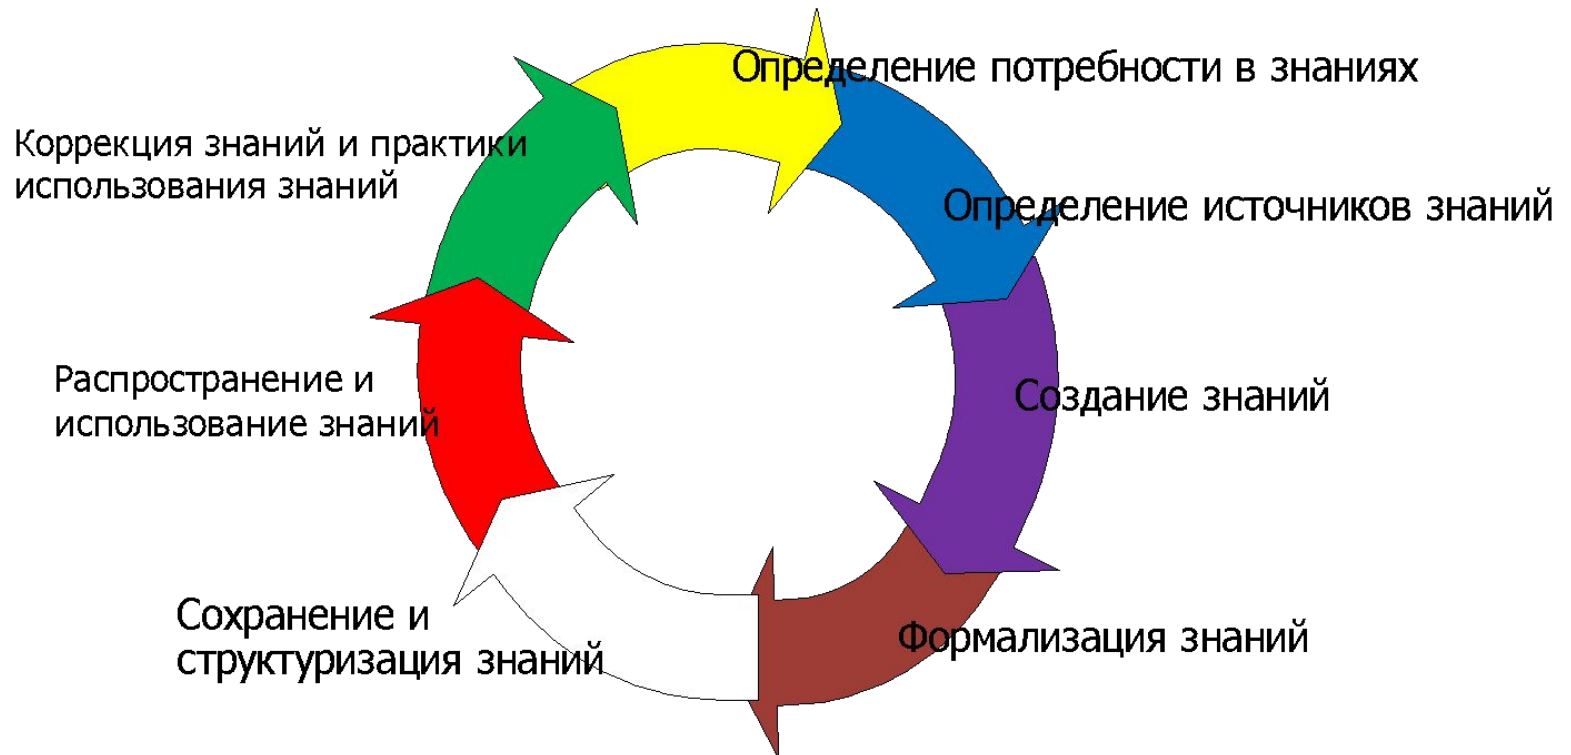 Определение потребности в знаниях
Определение источников знаний
Создание знаний
Формализация знаний
Сохранение и
структуризация знаний
Распространение и
использование знаний
Коррекция знаний и практики
использования знаний